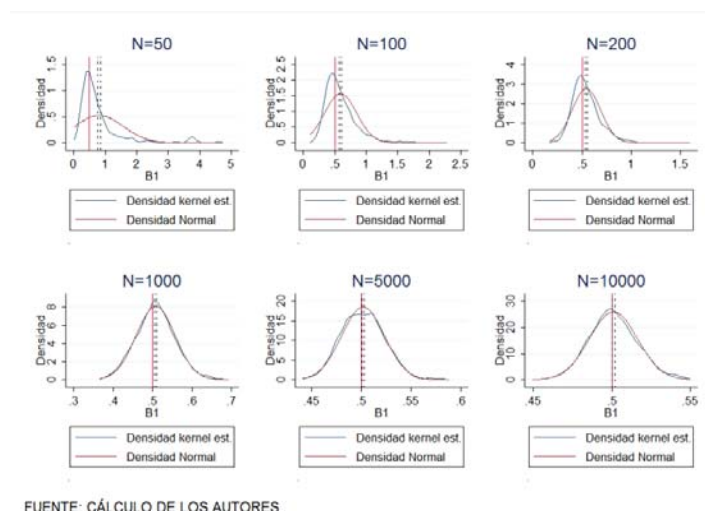 N=50
N=100
N=200
Densidad
0 .5 1 1.5
0 1 2 3 4 5
B1
Densidad
0 .5 1 1.5 2 2.5
0 .5 1 1.5 2 2.5
B1
Densidad
0 1 2 3 4
0 .5 1 1.5
B1
Densidad kernel est.
Densidad Normal
Densidad kernel est.
Densidad Normal
Densidad kernel est.
Densidad Normal
N=1000
N=5000
N=10000
Densidad
0 2 4 6 8
.3 .4 .5 .6 .7
B1
Densidad
0 5 10 15 20
.45 .5 .55 .6
B1
Densidad
0 10 20 30
.45 .5 .55
B1
Densidad kernel est.
Densidad Normal
Densidad kernel est.
Densidad Normal
Densidad kernel est.
Densidad Normal
FUENTE: CÁLCULO DE LOS AUTORES